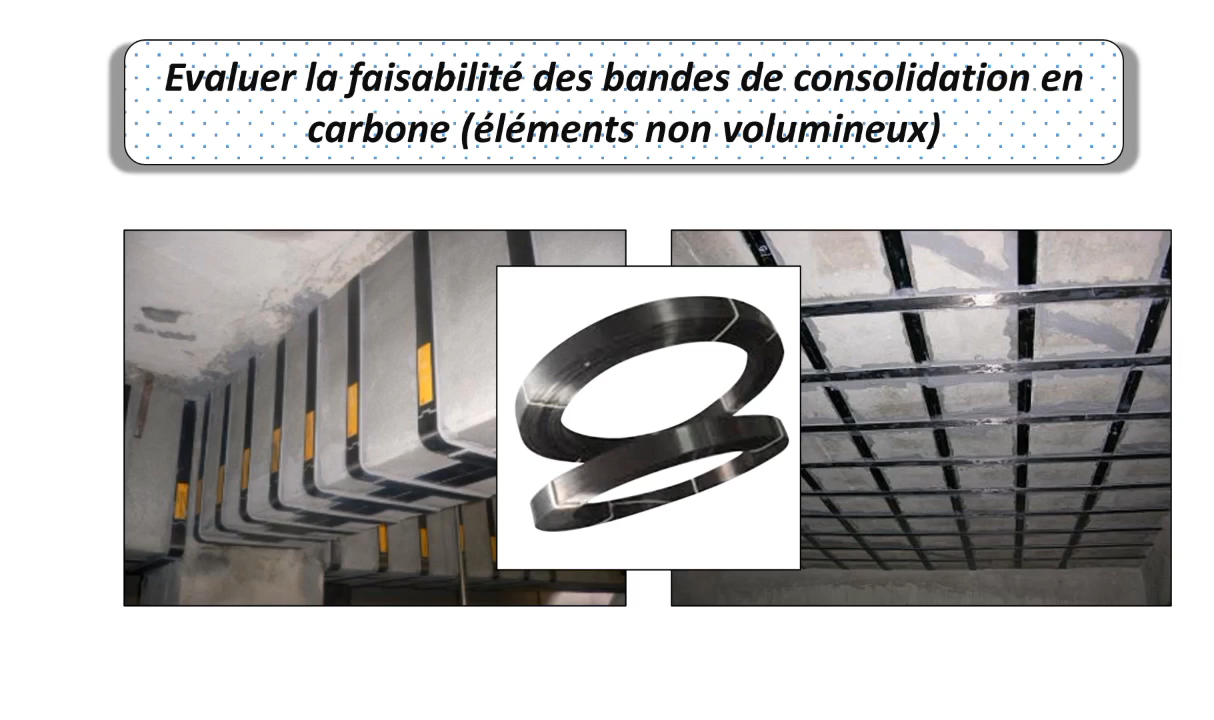 Evaluer la faisabilité des bandes de consolidation en
carbone (éléments non volumineux)